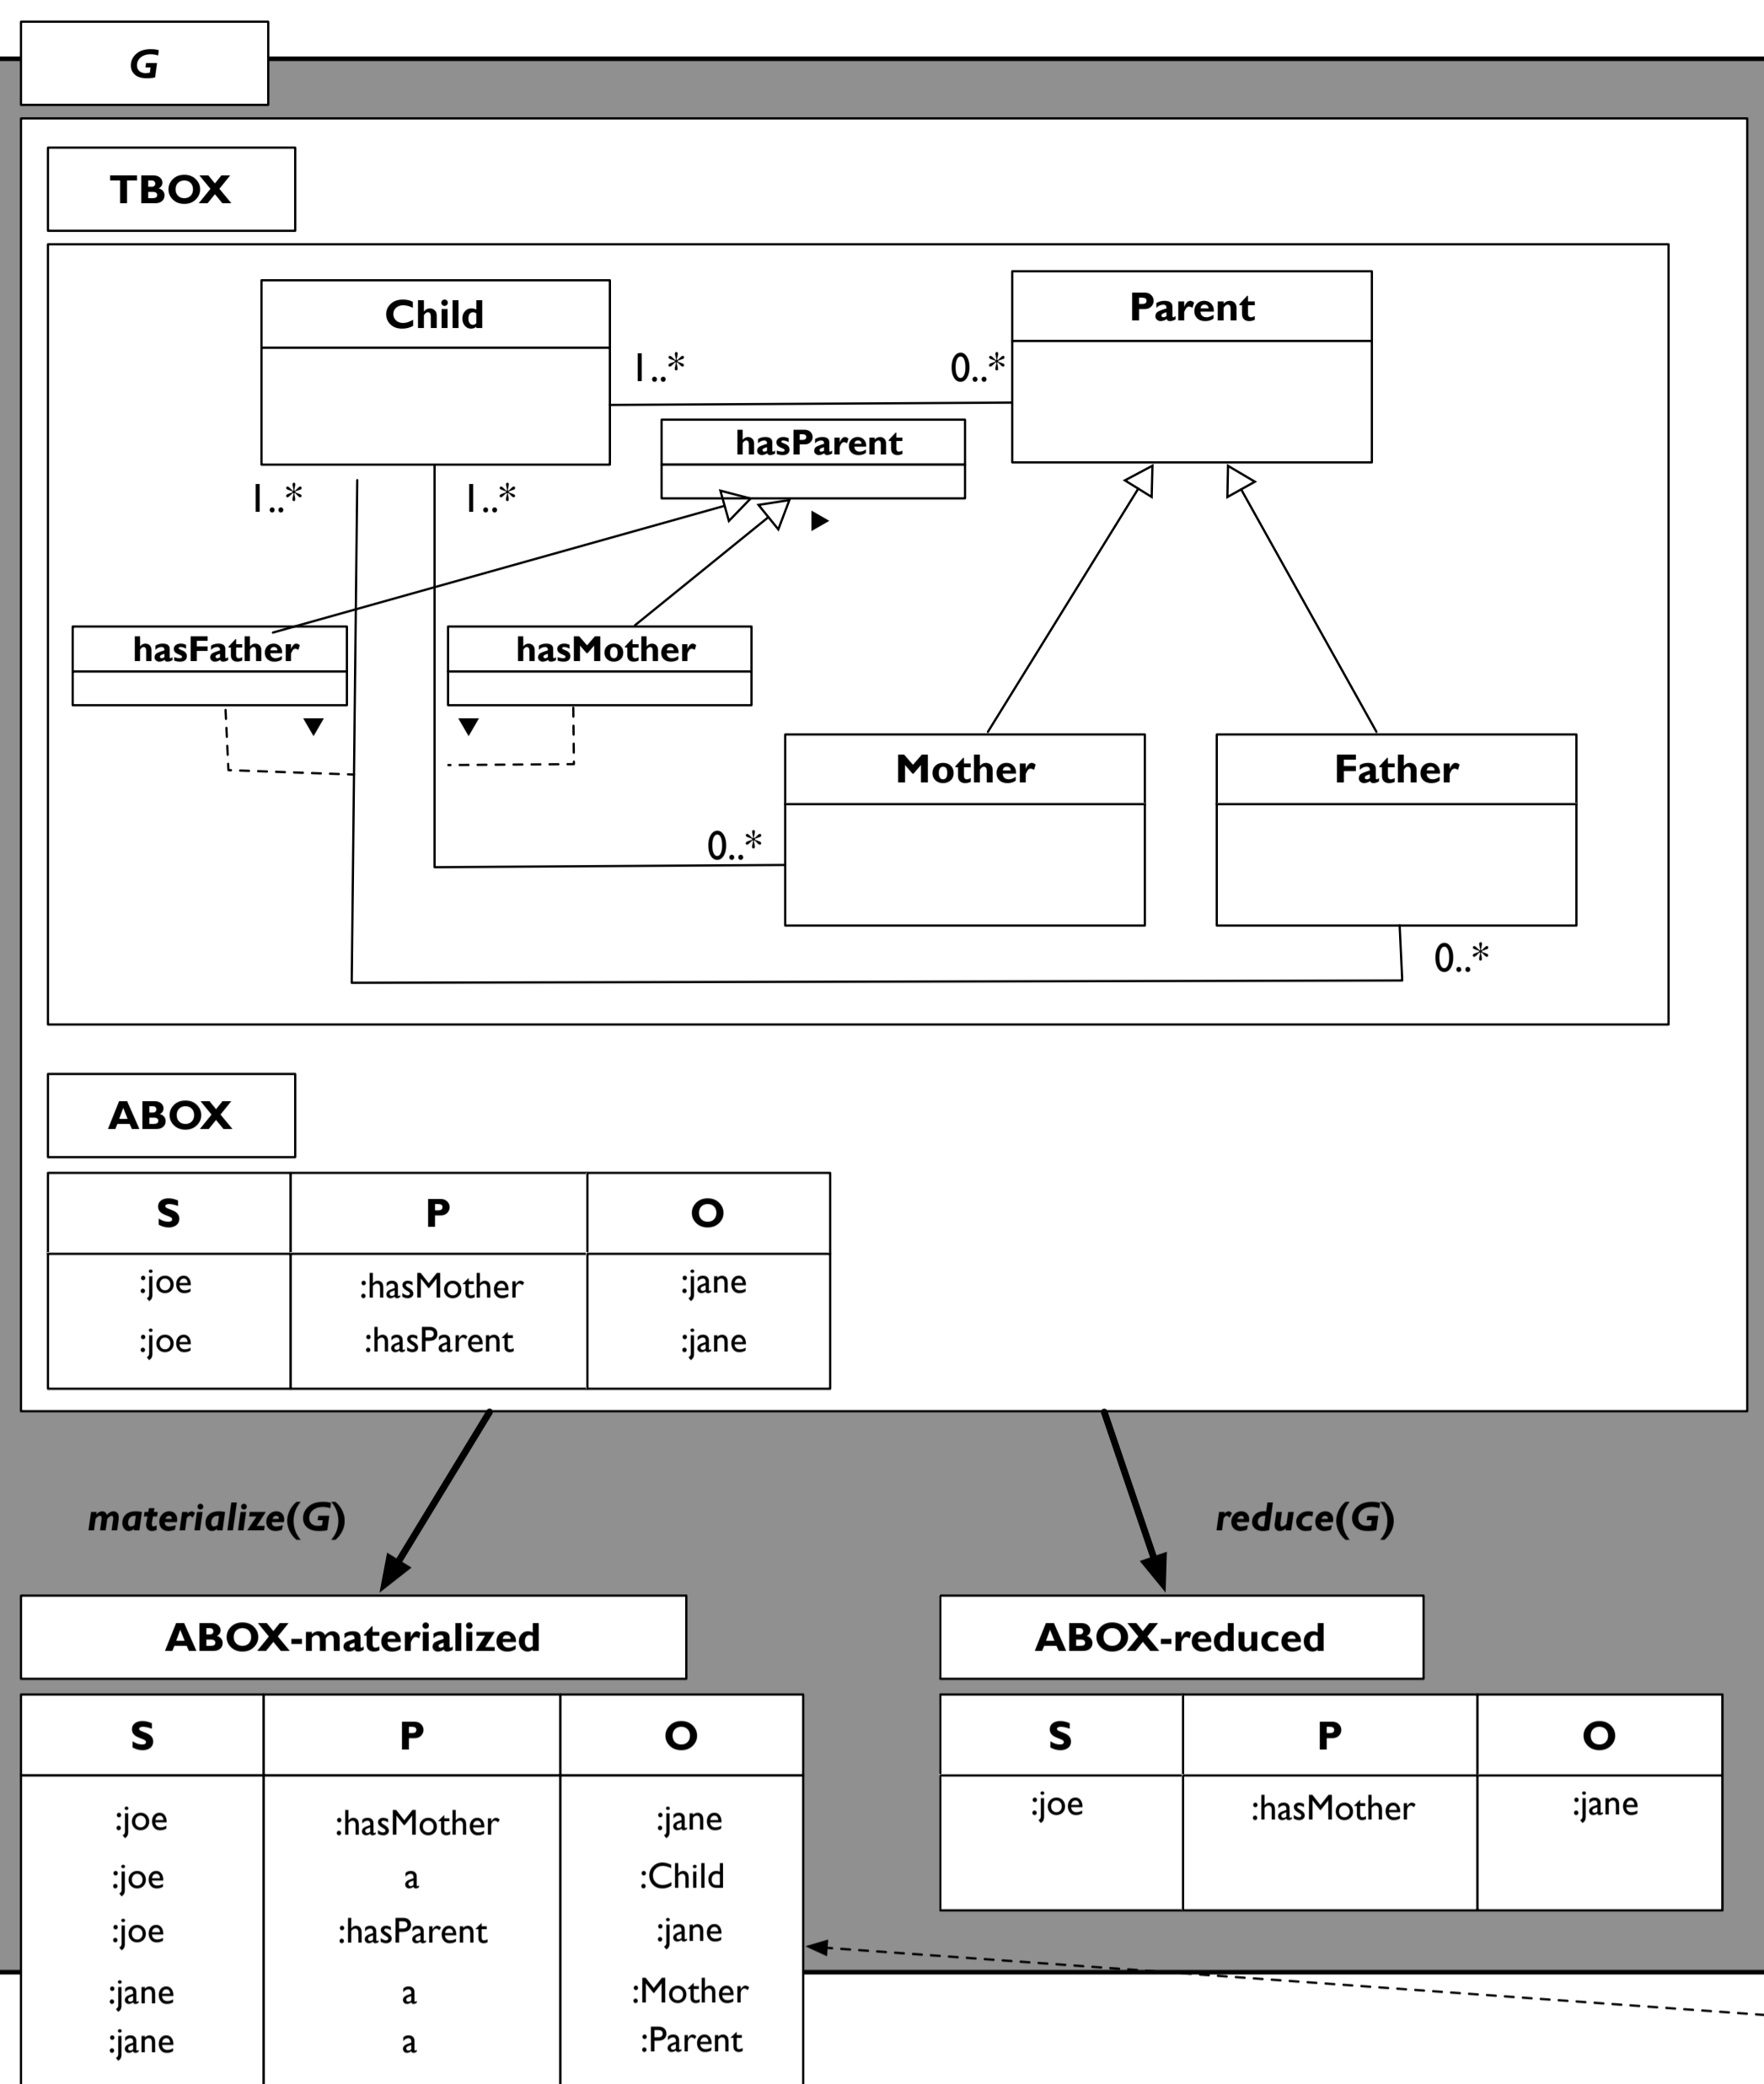 G
TBOX
Child
Parent
1..*
0..*
hasParent
1..*
1..*
hasFather
hasMother
Mother
Father
0..*
0..*
ABOX
S P O
:joe :hasMother :jane
:joe :hasParent :jane
materialize(G)
reduce(G)
ABOX-materialized
ABOX-reduced
S P O
S P O
:joe :hasMother :jane
:joe :hasMother :jane
:joe a :Child
:joe :hasParent :jane
:jane a :Mother
:jane a :Parent